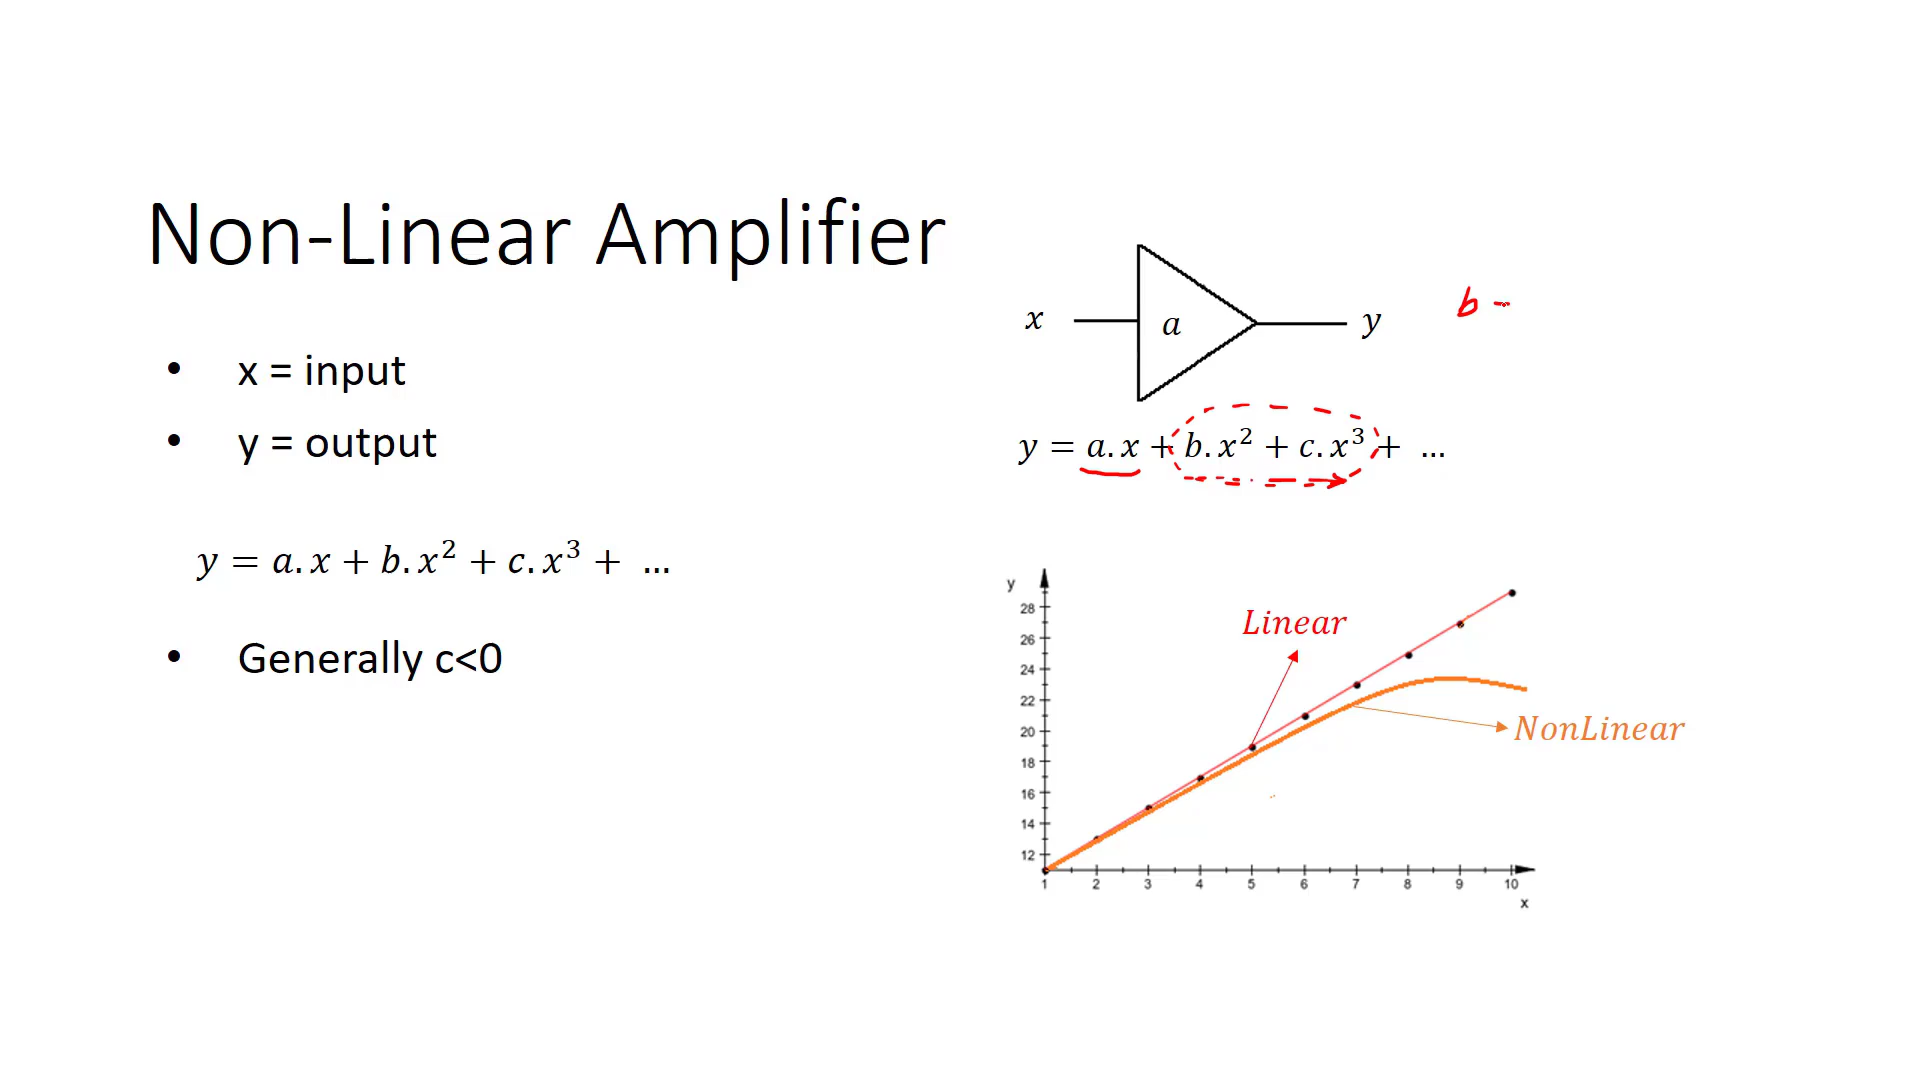 Non-Linear Amplifier
• x = input
• y = output
y = a.x + b.x² + c.x³ + ...
• Generally c<0
x
a
y
b -
y = a.x + b.x² + c.x³ + ...
y
28
26
24
22
20
18
16
14
12
1 2 3 4 5 6 7 8 9 10
x
Linear
NonLinear